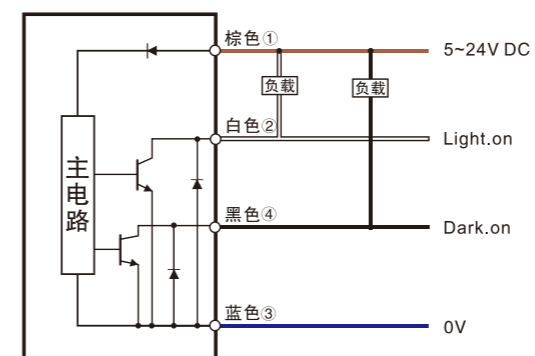 棕色① 5~24V DC
负载 负载
白色② Light.on
主电路
黑色④ Dark.on
蓝色③ 0V